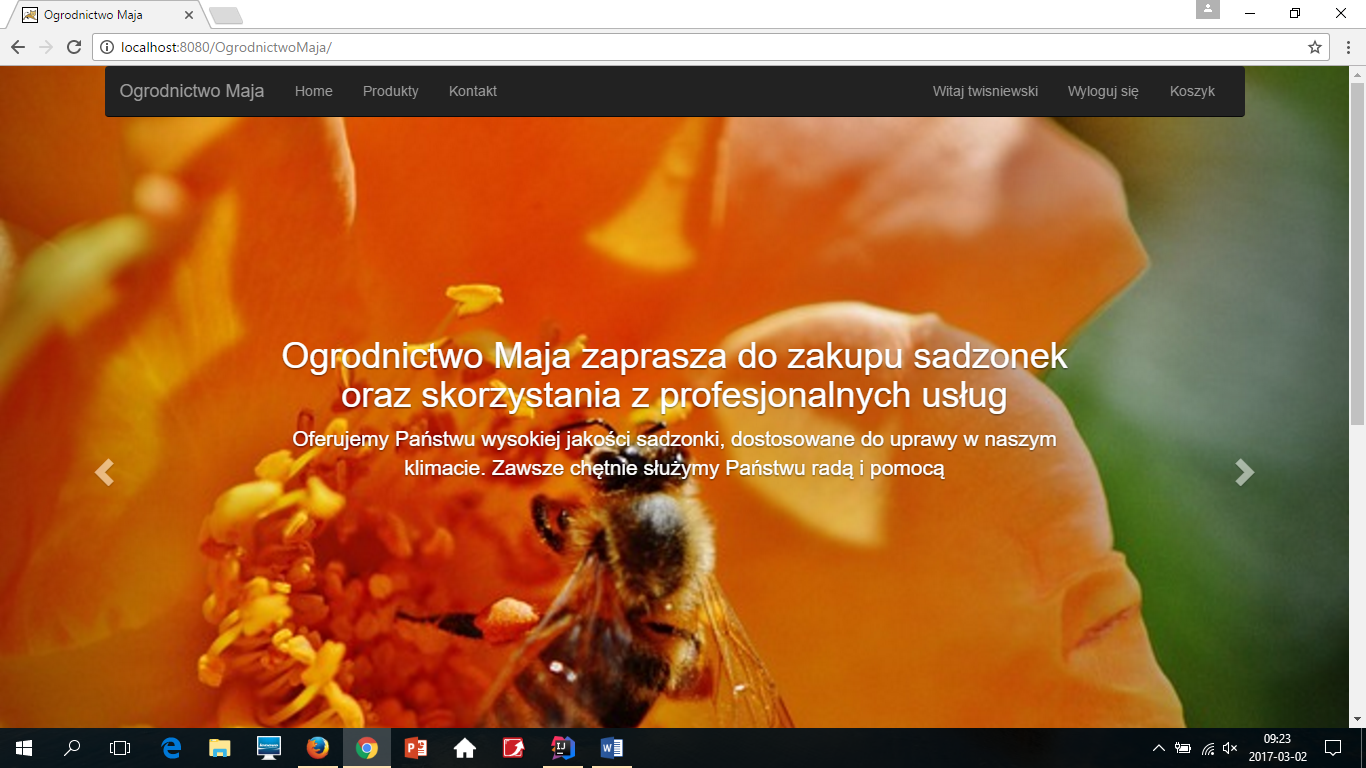 Ogrodnictwo Maja
localhost:8080/OgrodnictwoMaja/
Ogrodnictwo Maja Home Produkty Kontakt Witaj twisniewski Wyloguj się Koszyk
Ogrodnictwo Maja zaprasza do zakupu sadzonek
oraz skorzystania z profesjonalnych usług
Oferujemy Państwu wysokiej jakości sadzonki, dostosowane do uprawy w naszym
klimacie. Zawsze chętnie służymy Państwu radą i pomocą
09:23
2017-03-02